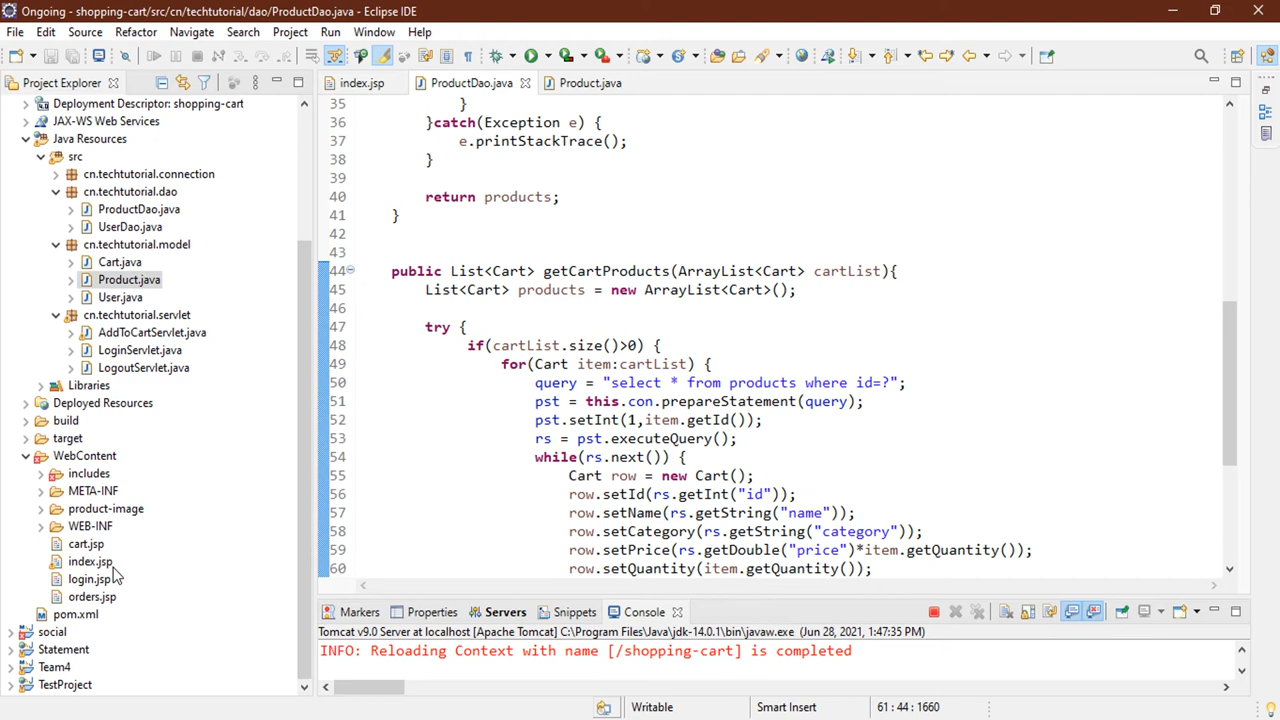 Ongoing - shopping-cart/src/cn/techtutorial/dao/ProductDao.java - Eclipse IDE
File Edit Source Refactor Navigate Search Project Run Window Help
Project Explorer
index.jsp ProductDao.java Product.java
Deployment Descriptor: shopping-cart
JAX-WS Web Services
Java Resources
src
cn.techtutorial.connection
cn.techtutorial.dao
ProductDao.java
UserDao.java
cn.techtutorial.model
Cart.java
Product.java
User.java
cn.techtutorial.servlet
AddToCartServlet.java
LoginServlet.java
LogoutServlet.java
Libraries
Deployed Resources
build
target
WebContent
includes
META-INF
product-image
WEB-INF
cart.jsp
index.jsp
login.jsp
orders.jsp
pom.xml
social
Statement
Team4
TestProject
35 }
36 }catch(Exception e) {
37 e.printStackTrace();
38 }
39
40 return products;
41 }
42
43
44 public List<Cart> getCartProducts(ArrayList<Cart> cartList){
45 List<Cart> products = new ArrayList<Cart>();
46
47 try {
48 if(cartList.size()>0) {
49 for(Cart item:cartList) {
50 query = "select * from products where id=?";
51 pst = this.con.prepareStatement(query);
52 pst.setInt(1,item.getId());
53 rs = pst.executeQuery();
54 while(rs.next()) {
55 Cart row = new Cart();
56 row.setId(rs.getInt("id"));
57 row.setName(rs.getString("name"));
58 row.setCategory(rs.getString("category"));
59 row.setPrice(rs.getDouble("price")*item.getQuantity());
60 row.setQuantity(item.getQuantity());
Markers Properties Servers Snippets Console
Tomcat v9.0 Server at localhost [Apache Tomcat] C:\Program Files\Java\jdk-14.0.1\bin\javaw.exe (Jun 28, 2021, 1:47:35 PM)
INFO: Reloading Context with name [/shopping-cart] is completed
Writable Smart Insert 61 : 44 : 1660